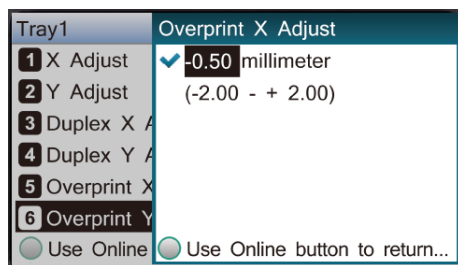 Tray1
1 X Adjust
2 Y Adjust
3 Duplex X A
4 Duplex Y A
5 Overprint X
6 Overprint Y
Use Online
Overprint X Adjust
-0.50 millimeter
(-2.00 - + 2.00)
Use Online button to return...